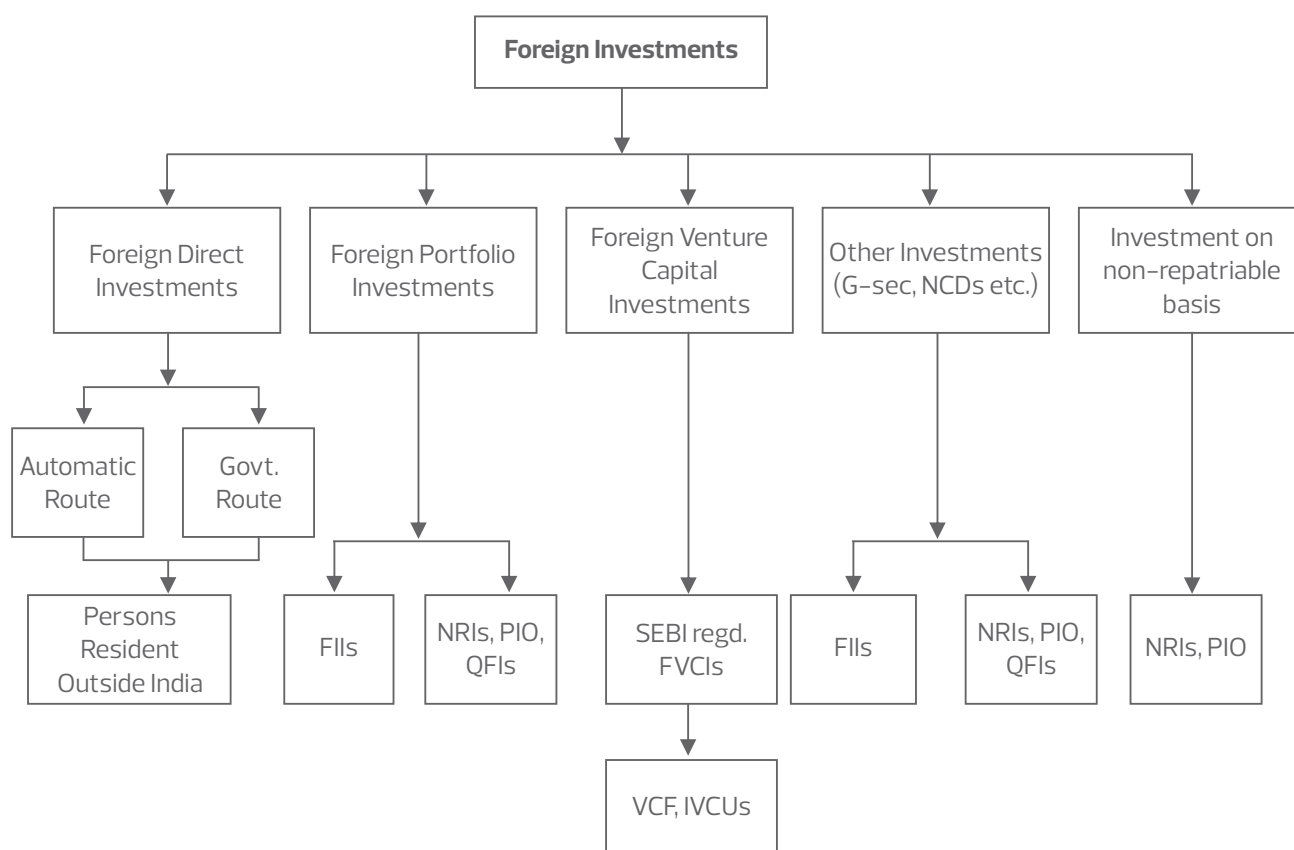 Foreign Investments
Foreign Direct
Investments
Foreign Portfolio
Investments
Foreign Venture
Capital
Investments
Other Investments
(G-sec, NCDs etc.)
Investment on
non-repatriable
basis
Automatic
Route
Govt.
Route
Persons
Resident
Outside India
FIIs
NRIs, PIO,
QFIs
SEBI regd.
FVCIs
FIIs
NRIs, PIO,
QFIs
NRIs, PIO
VCF, IVCUs